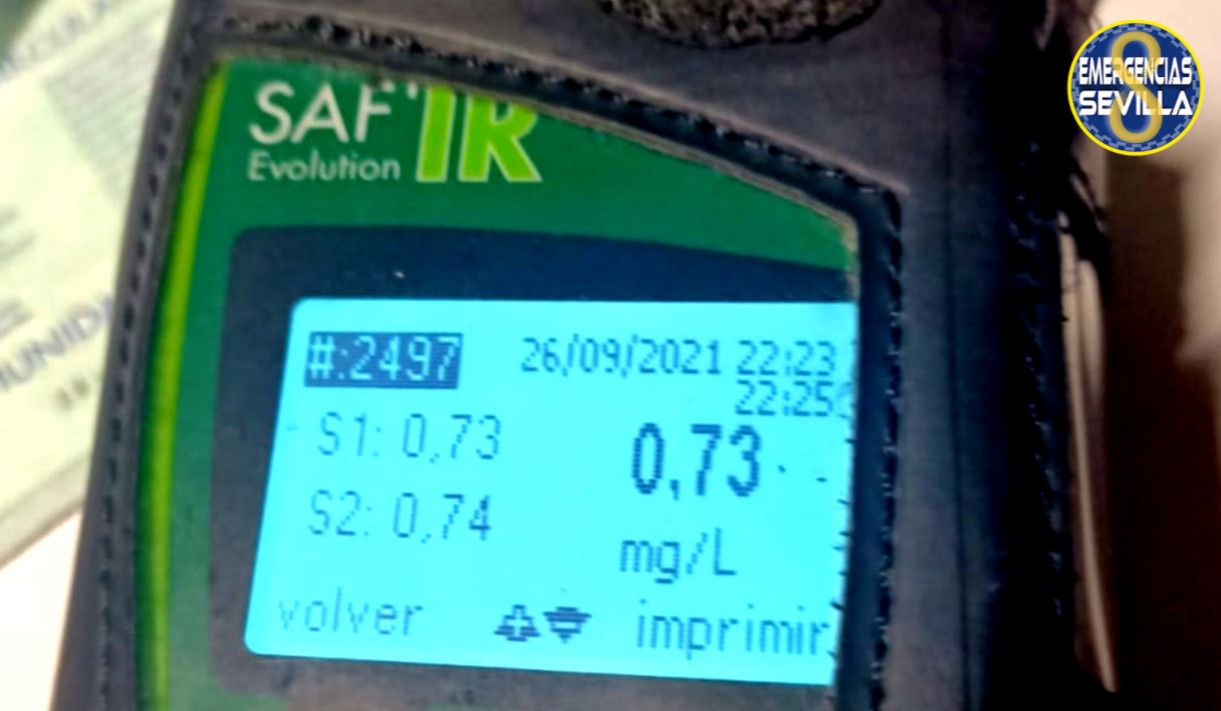 SAF'IR
Evolution
EMERGENCIAS
SEVILLA
#:2497 26/09/2021 22:23
22:25
S1: 0,73 0,73
S2: 0,74 mg/L
volver imprimir